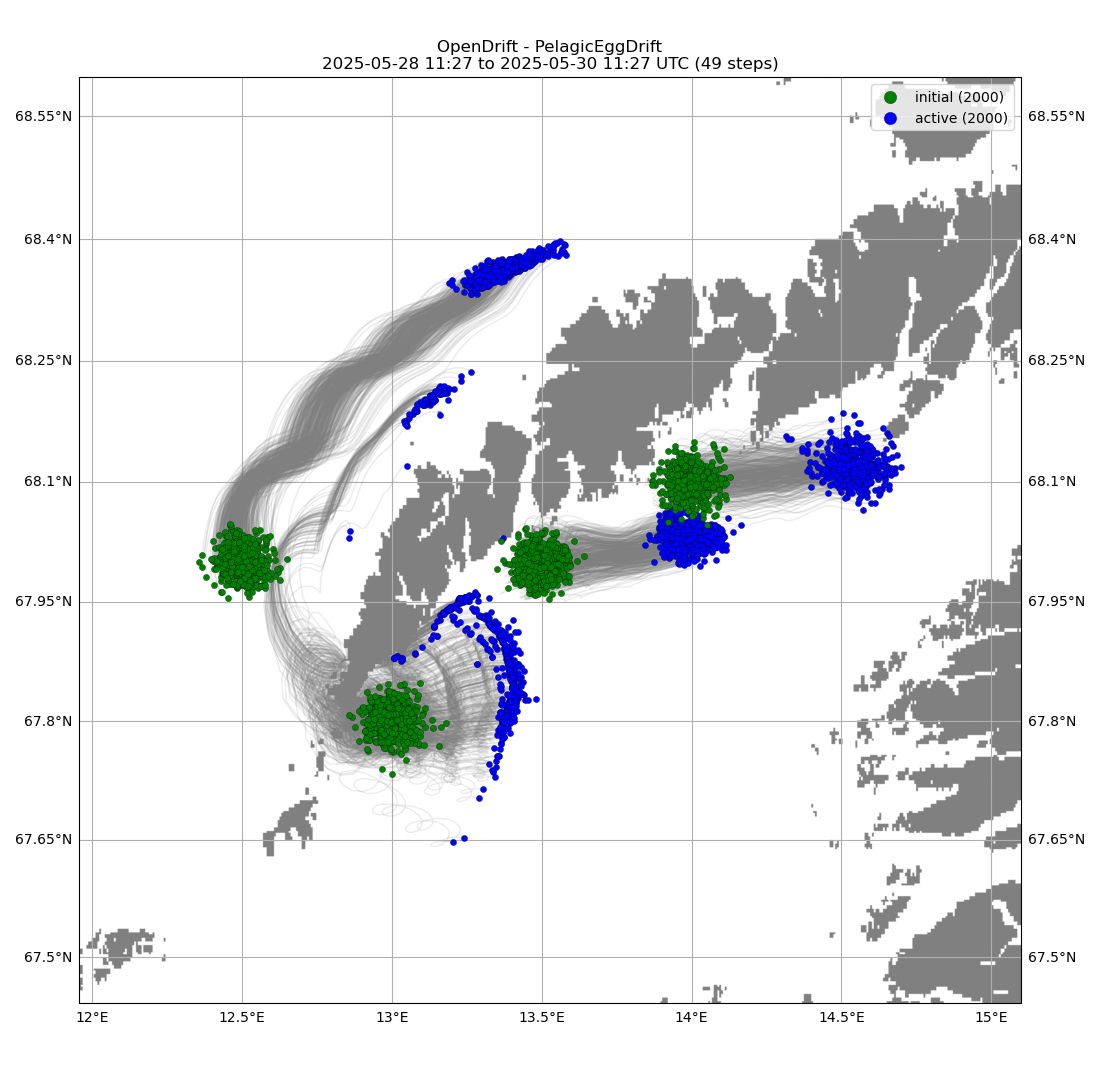 OpenDrift - PelagicEggDrift
2025-05-28 11:27 to 2025-05-30 11:27 UTC (49 steps)
initial (2000)
active (2000)
68.55°N
68.55°N
68.4°N
68.4°N
68.25°N
68.25°N
68.1°N
68.1°N
67.95°N
67.95°N
67.8°N
67.8°N
67.65°N
67.65°N
67.5°N
67.5°N
12°E
12.5°E
13°E
13.5°E
14°E
14.5°E
15°E